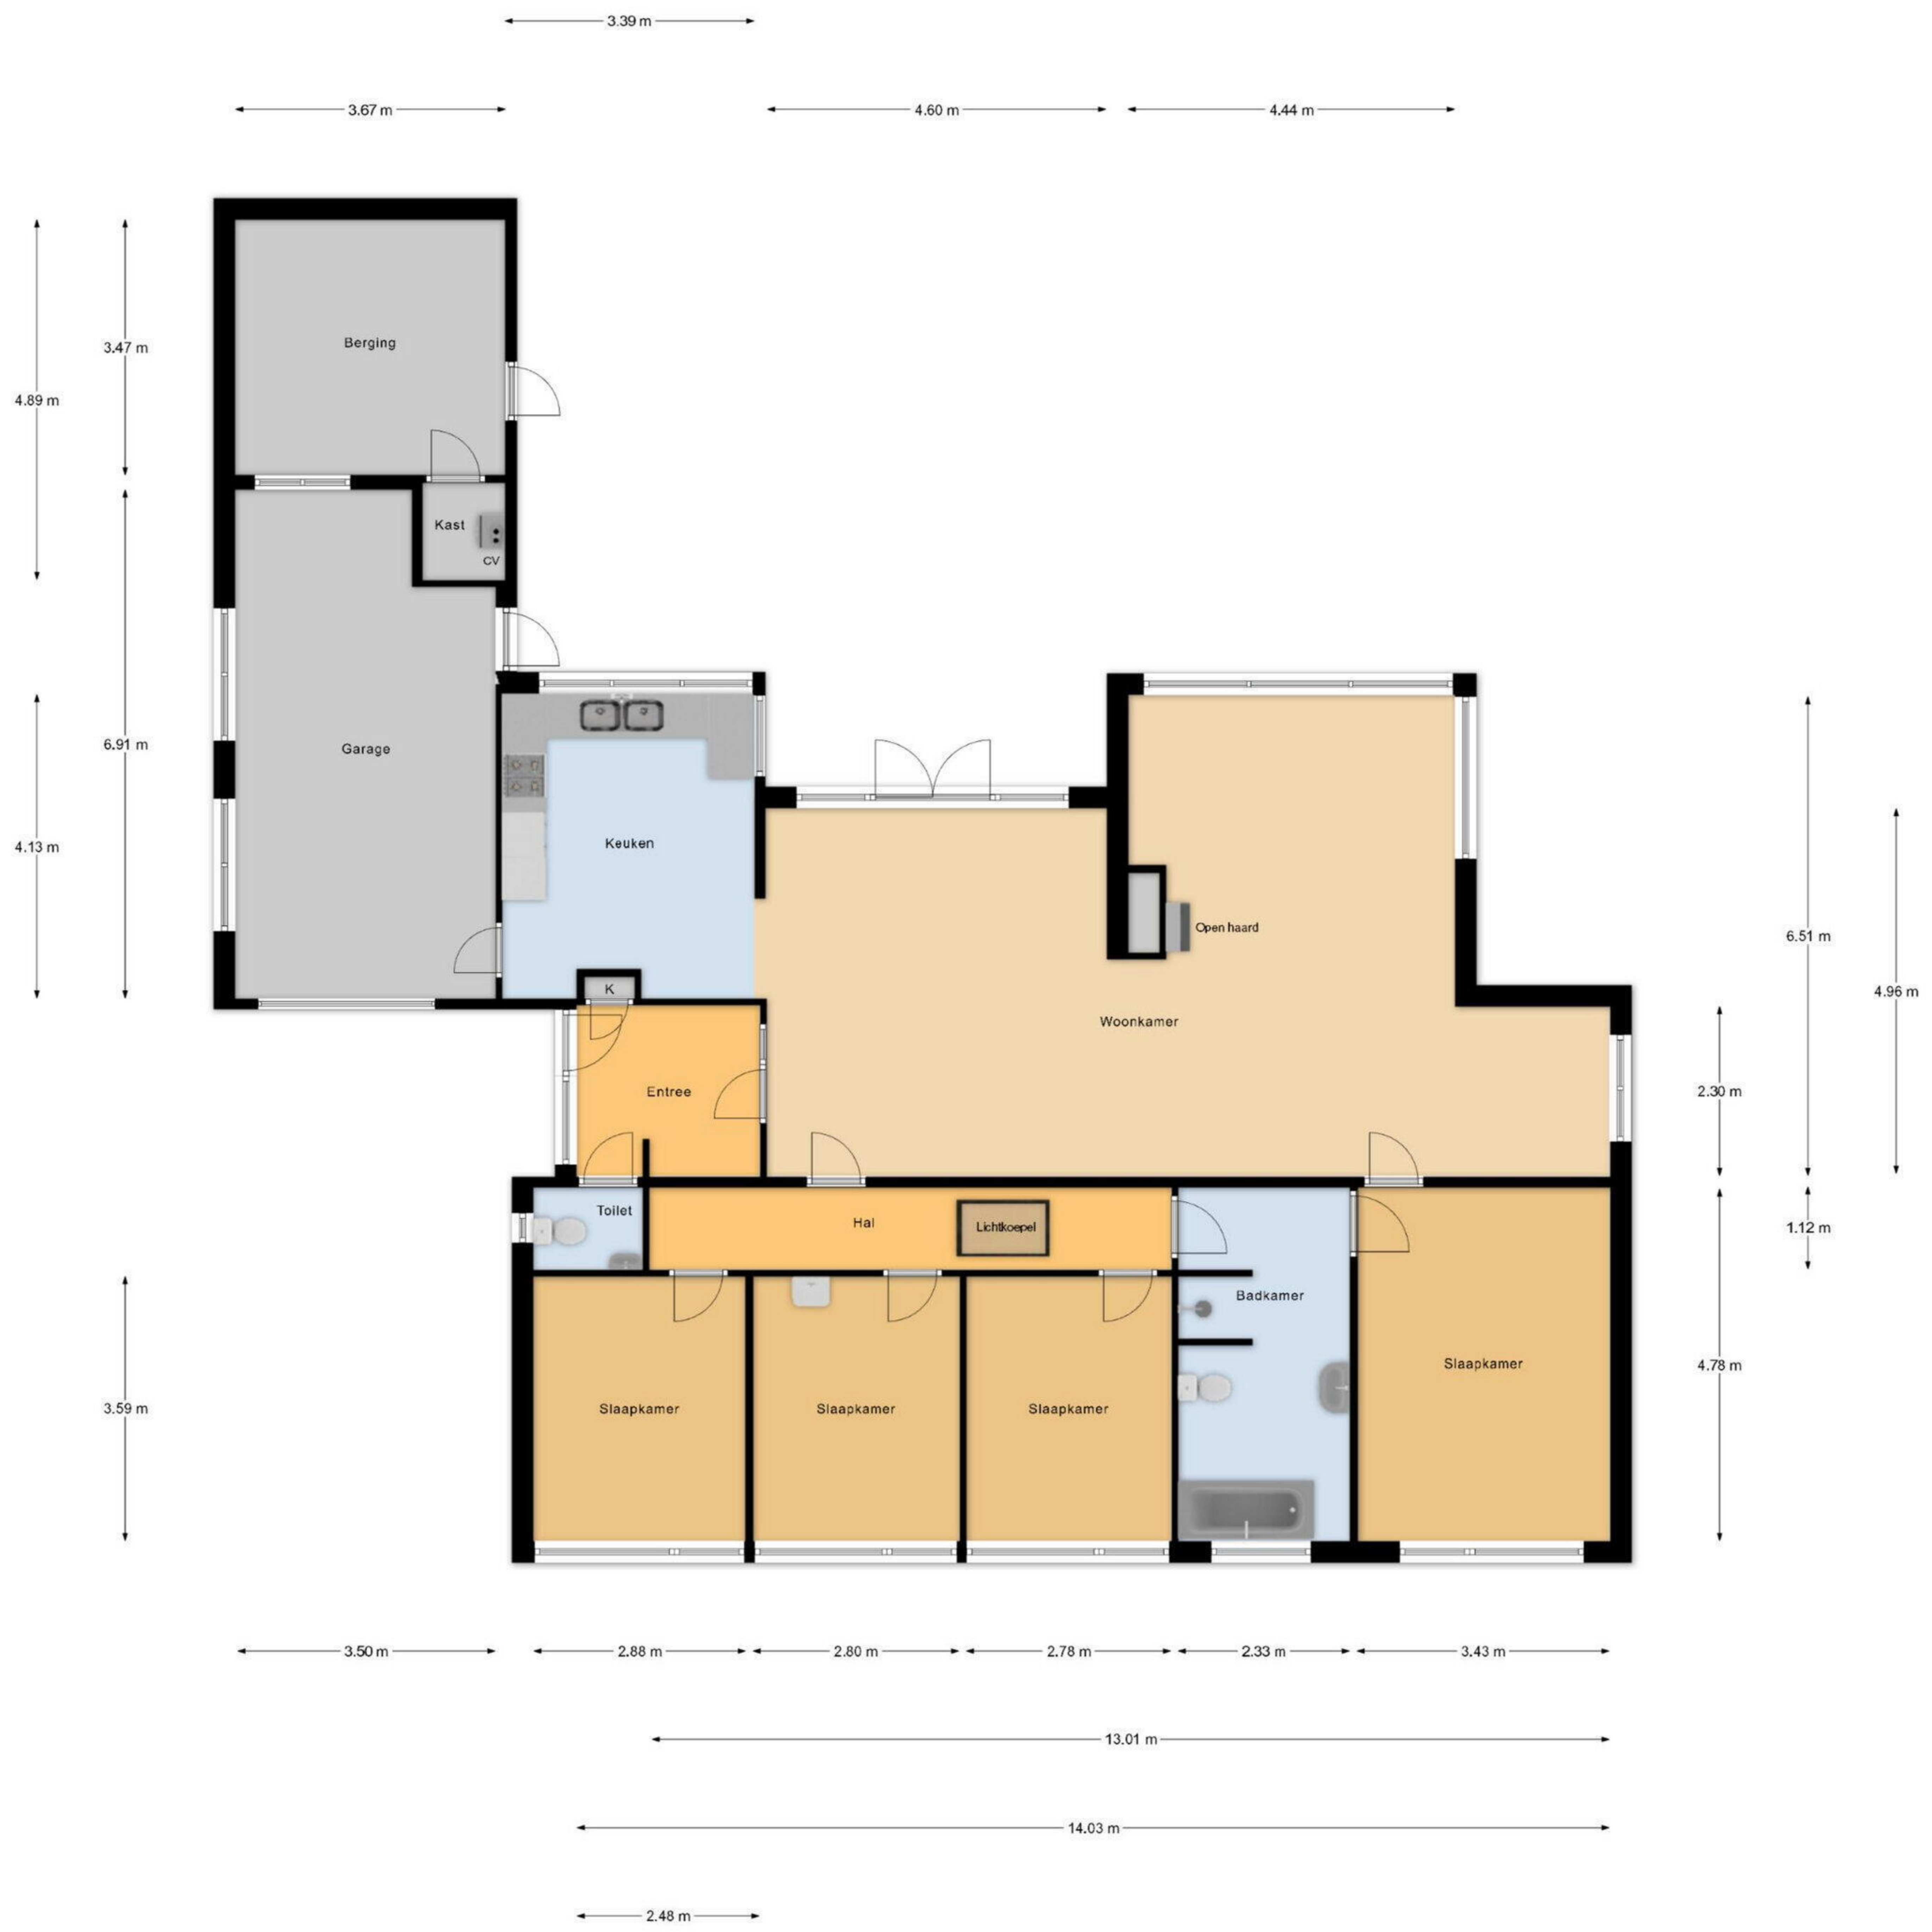 3.39 m
3.67 m
4.60 m
4.44 m
Berging
3.47 m
4.89 m
Kast
CV
Garage
6.91 m
4.13 m
Keuken
Open haard
6.51 m
K
4.96 m
Woonkamer
Entree
2.30 m
Toilet
Hal
Lichtkoepel
1.12 m
Badkamer
Slaapkamer
4.78 m
3.59 m
Slaapkamer
Slaapkamer
Slaapkamer
3.50 m
2.88 m
2.80 m
2.78 m
2.33 m
3.43 m
13.01 m
14.03 m
2.48 m